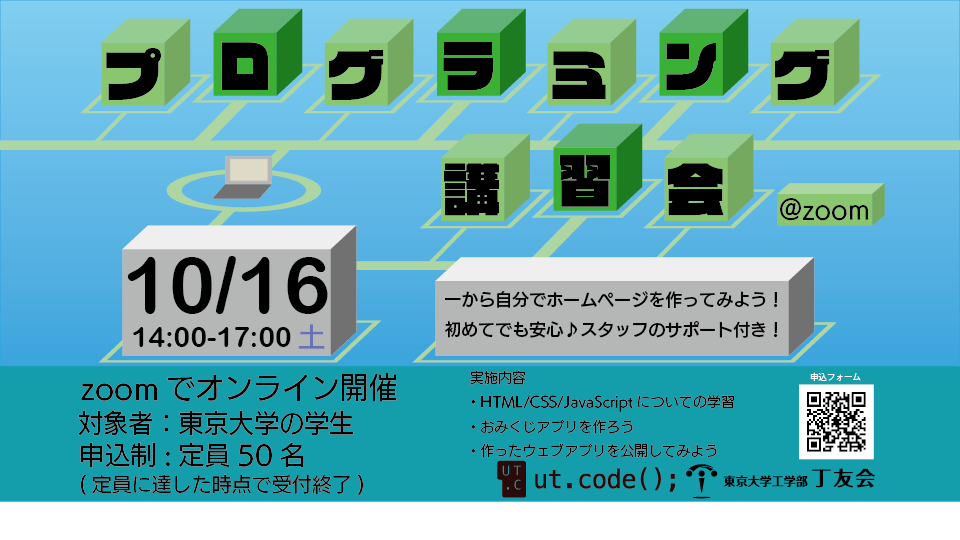 プログラミング
講習会
@zoom
10/16
14:00-17:00 土
一から自分でホームページを作ってみよう！
初めてでも安心♪スタッフのサポート付き！
zoom でオンライン開催
対象者：東京大学の学生
申込制 : 定員 50 名
( 定員に達した時点で受付終了 )
実施内容
・HTML/CSS/JavaScript についての学習
・おみくじアプリを作ろう
・作ったウェブアプリを公開してみよう
申込フォーム
UT
.C
ut.code();
東京大学工学部 丁友会